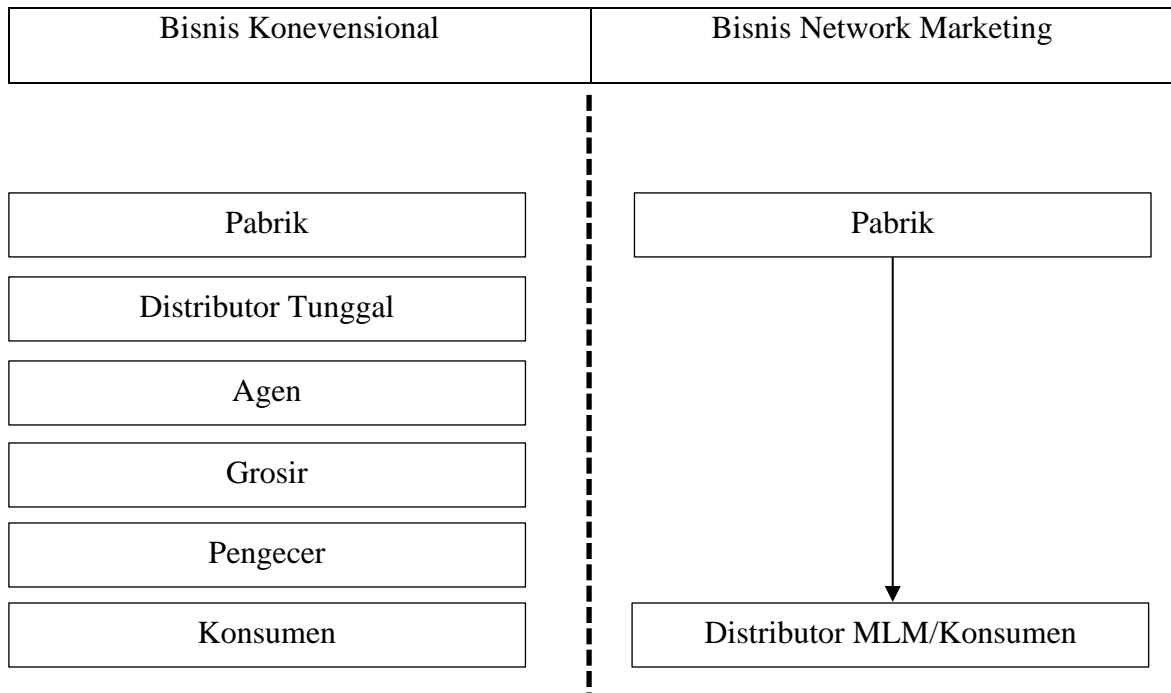 Bisnis Konevensional
Bisnis Network Marketing
Pabrik
Distributor Tunggal
Agen
Grosir
Pengecer
Konsumen
Pabrik
Distributor MLM/Konsumen